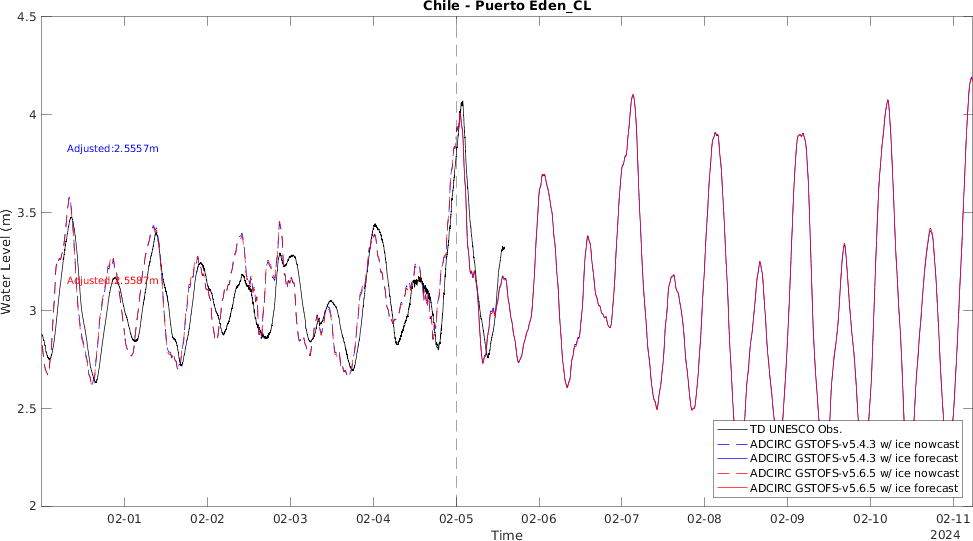 Chile - Puerto Eden_CL
4.5
4
3.5
3
2.5
2
Water Level (m)
Adjusted:2.5557m
Adjusted:2.5587m
TD UNESCO Obs.
ADCIRC GSTOFS-v5.4.3 w/ ice nowcast
ADCIRC GSTOFS-v5.4.3 w/ ice forecast
ADCIRC GSTOFS-v5.6.5 w/ ice nowcast
ADCIRC GSTOFS-v5.6.5 w/ ice forecast
02-01 02-02 02-03 02-04 02-05 02-06 02-07 02-08 02-09 02-10 02-11
Time
2024